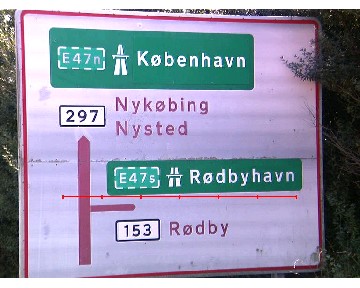 E47n København
297 Nykøbing
Nysted
E47s Rødbyhavn
153 Rødby